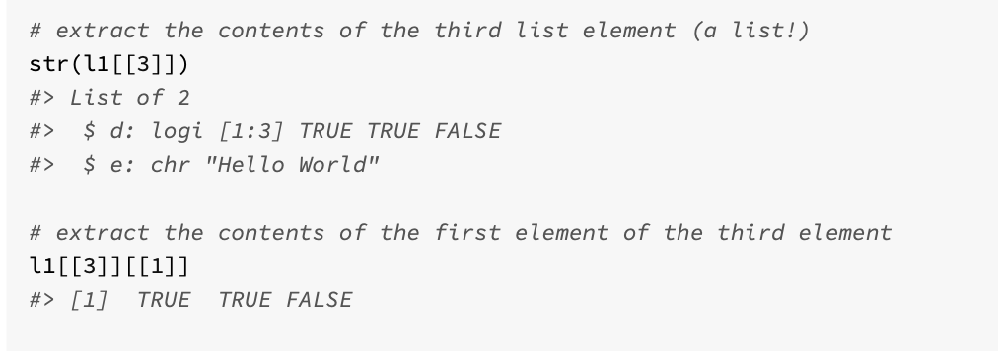 # extract the contents of the third list element (a list!)
str(l1[[3]])
#> List of 2
#>  $ d: logi [1:3] TRUE TRUE FALSE
#>  $ e: chr "Hello World"

# extract the contents of the first element of the third element
l1[[3]][[1]]
#> [1]  TRUE  TRUE FALSE